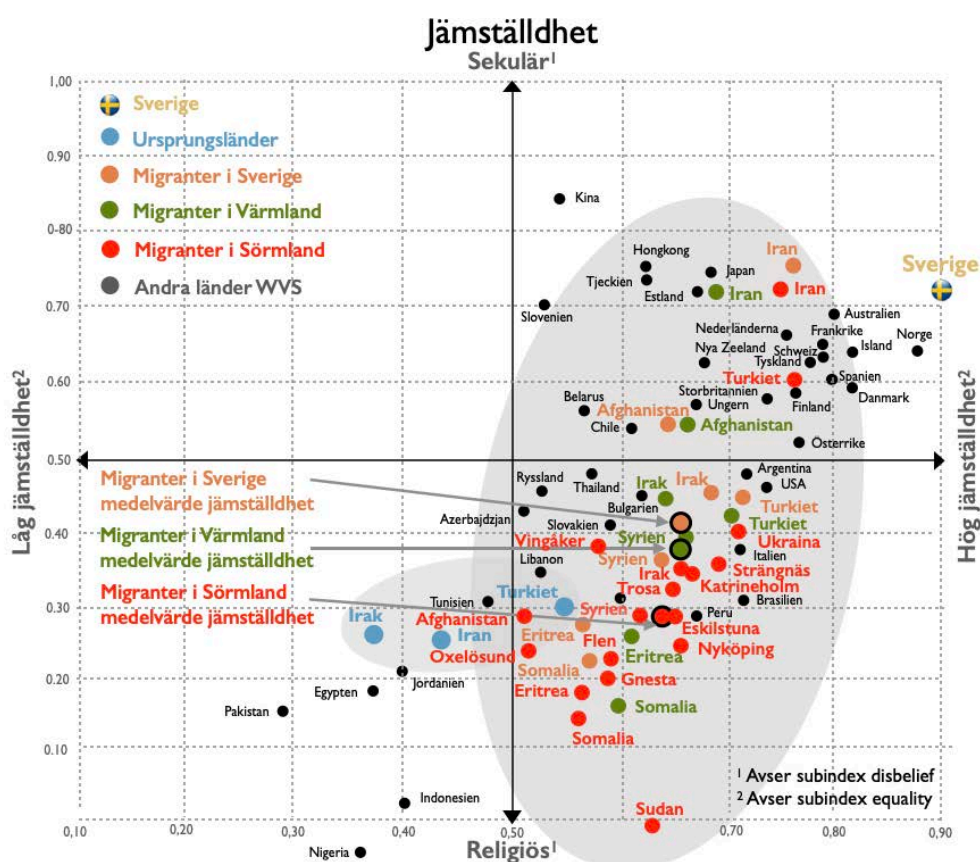 Jämställdhet
Sekulär¹
1,00
Sverige
Ursprungsländer
0,90
Migranter i Sverige
Migranter i Värmland
Kina
0,80
Migranter i Sörmland
Hongkong
Iran
Sverige
Tjeckien
Japan
Andra länder WVS
Estland
Iran
Iran
0,70
Slovenien
Australien
Nederländerna
Frankrike
Norge
Nya Zeeland
Schweiz
Island
Tyskland
0,60
Turkiet
Spanien
Belarus
Storbritannien
Danmark
Afghanistan
Ungern
Finland
Chile
Afghanistan
Österrike
0,50
Låg jämställdhet²
Hög jämställdhet²
Migranter i Sverige
medelvärde jämställdhet
Ryssland
Thailand
Irak
Irak
Argentina
USA
Bulgarien
Turkiet
Azerbajdzjan
Slovakien
Syrien
Turkiet
0,40
Migranter i Värmland
medelvärde jämställdhet
Vingåker
Ukraina
Libanon
Syrien
Irak
Italien
Strängnäs
Trosa
Katrineholm
Migranter i Sörmland
medelvärde jämställdhet
0,30
Tunisien
Turkiet
Syrien
Brasilien
Irak
Afghanistan
Peru
Iran
Eritrea
Flen
Eskilstuna
Oxelösund
Eritrea
Nyköping
0,20
Jordanien
Somalia
Egypten
Eritrea
Gnesta
Pakistan
Somalia
0,10
Somalia
¹ Avser subindex disbelief
² Avser subindex equality
Indonesien
Sudan
0,10
0,20
0,30
0,40
0,50
0,60
0,70
0,80
0,90
Nigeria
Religiös¹